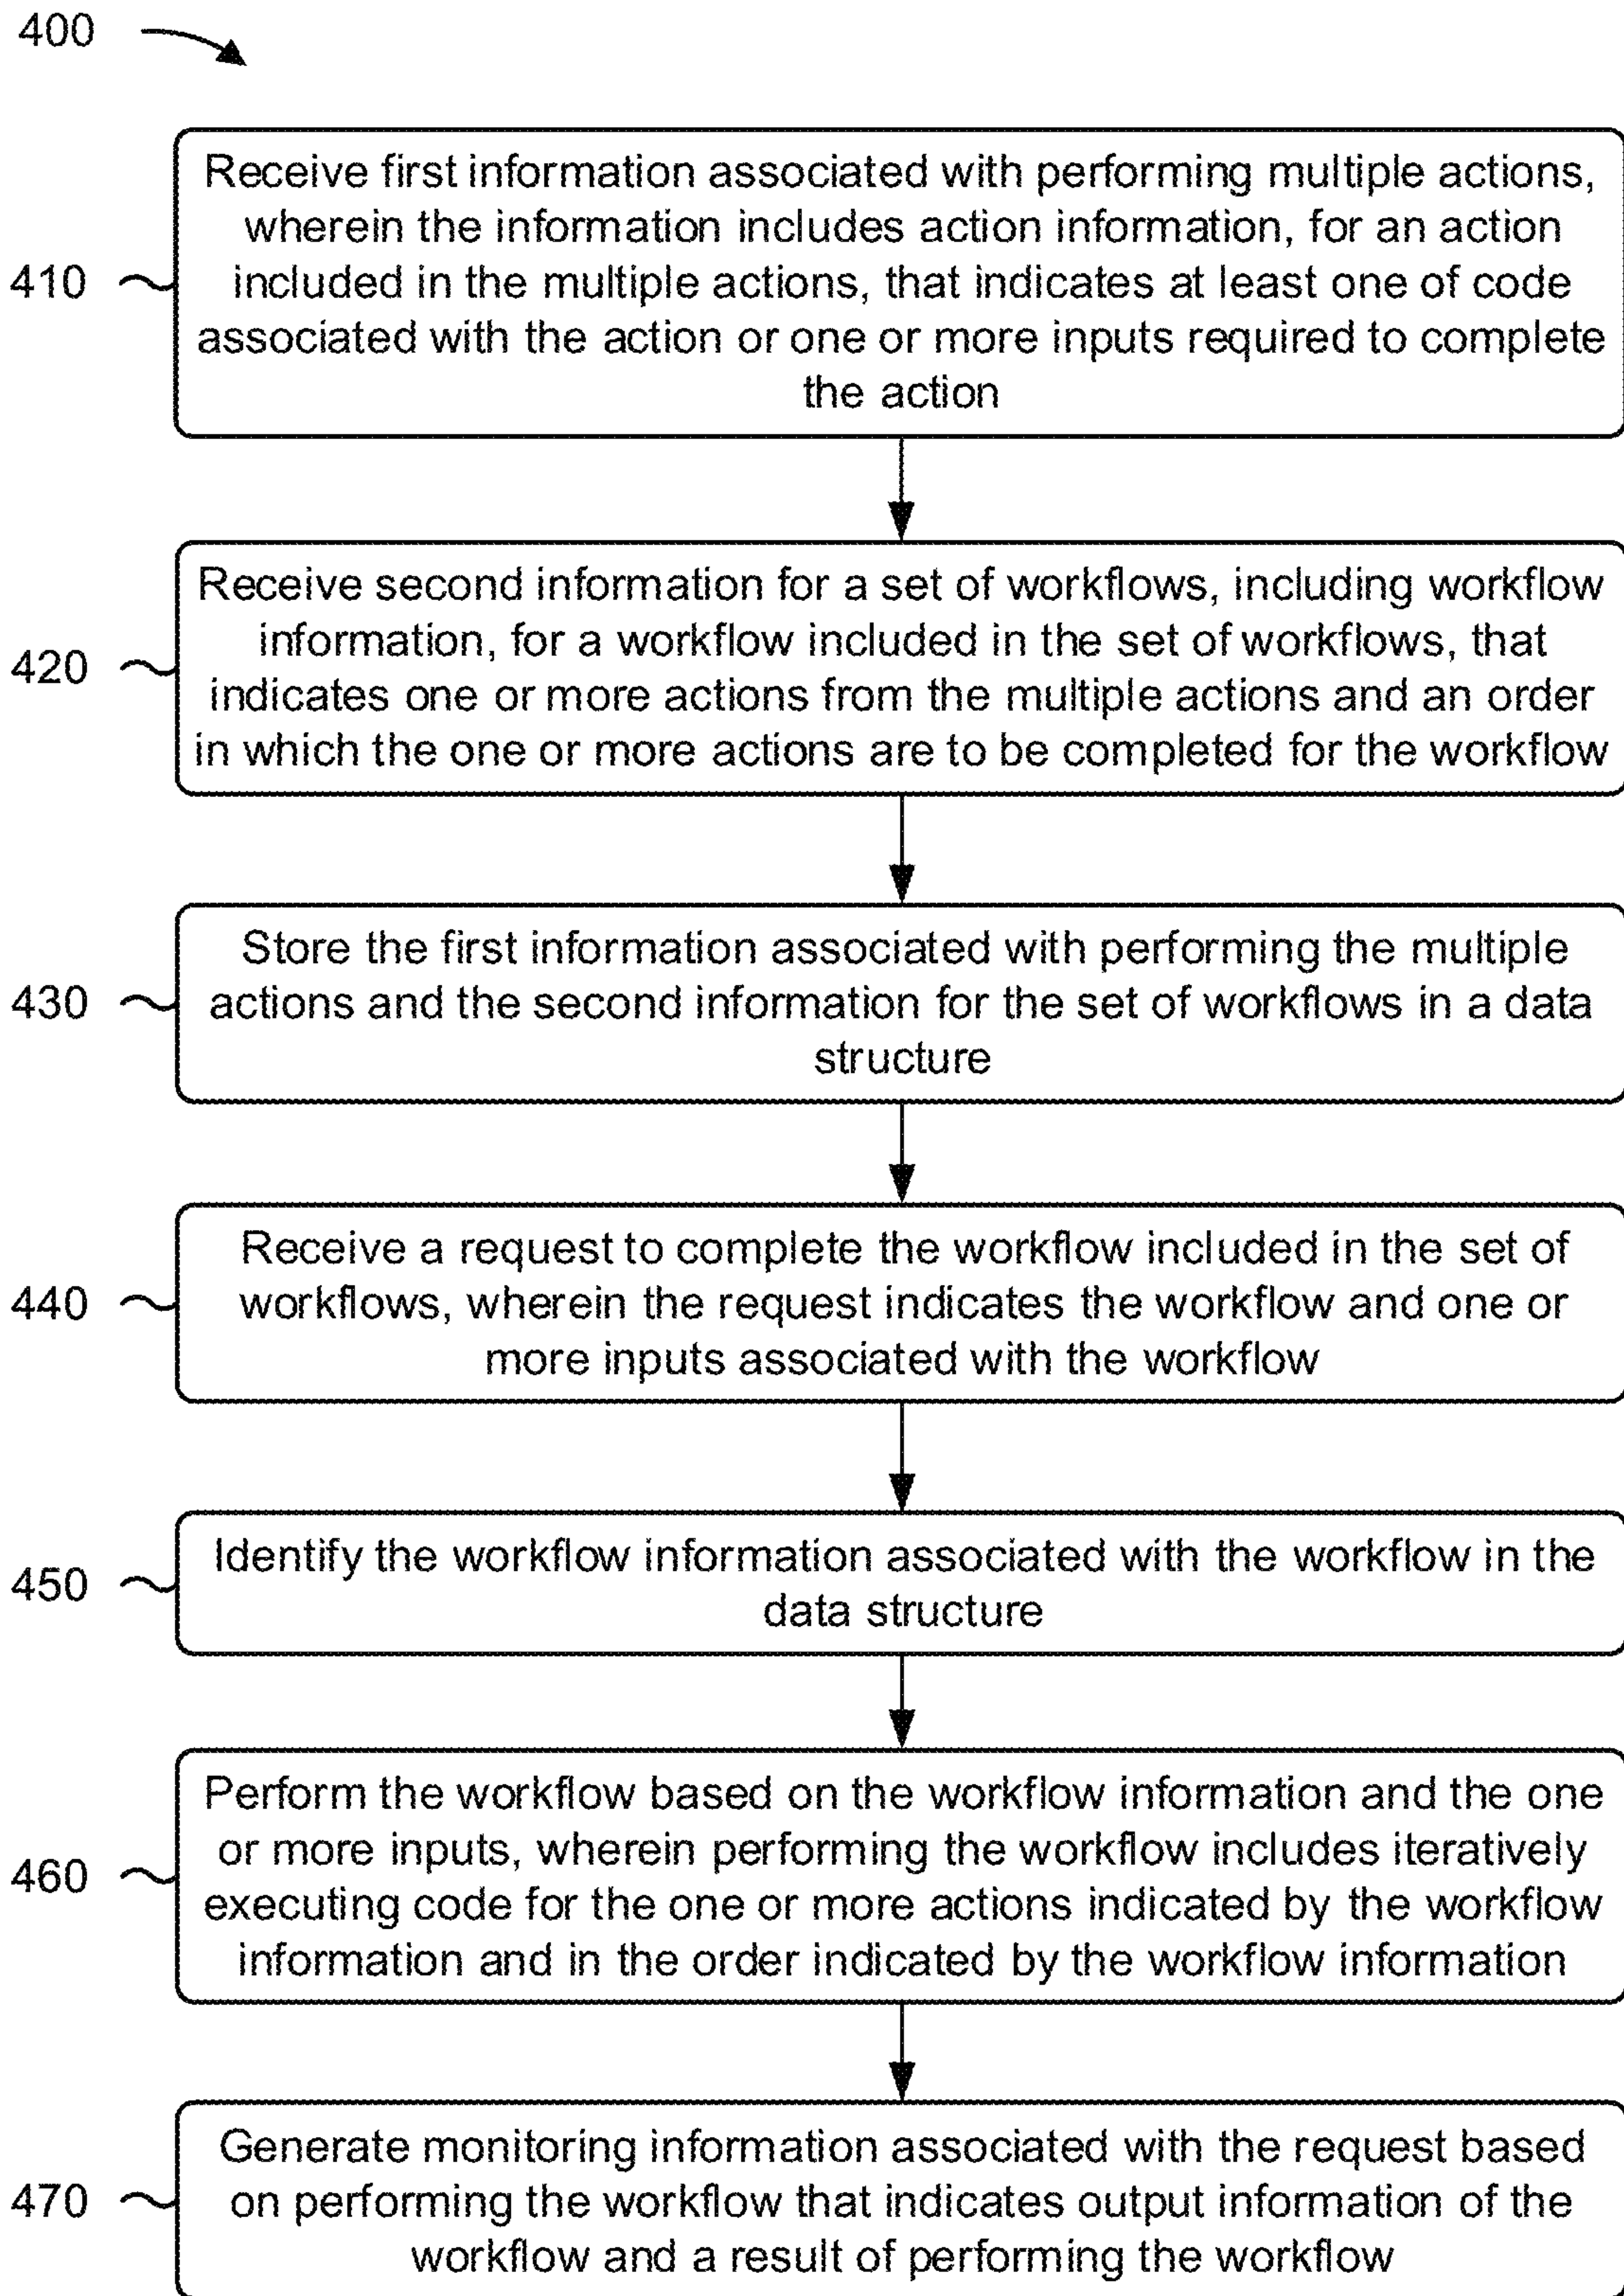 400
Receive first information associated with performing multiple actions,
wherein the information includes action information, for an action
410
included in the multiple actions, that indicates at least one of code
associated with the action or one or more inputs required to complete
the action
Receive second information for a set of workflows, including workflow
information, for a workflow included in the set of workflows, that
420
indicates one or more actions from the multiple actions and an order
in which the one or more actions are to be completed for the workflow
Store the first information associated with performing the multiple
430
actions and the second information for the set of workflows in a data
structure
Receive a request to complete the workflow included in the set of
440
workflows, wherein the request indicates the workflow and one or
more inputs associated with the workflow
450
Identify the workflow information associated with the workflow in the
data structure
Perform the workflow based on the workflow information and the one
or more inputs, wherein performing the workflow includes iteratively
460
executing code for the one or more actions indicated by the workflow
information and in the order indicated by the workflow information
Generate monitoring information associated with the request based
470
on performing the workflow that indicates output information of the
workflow and a result of performing the workflow